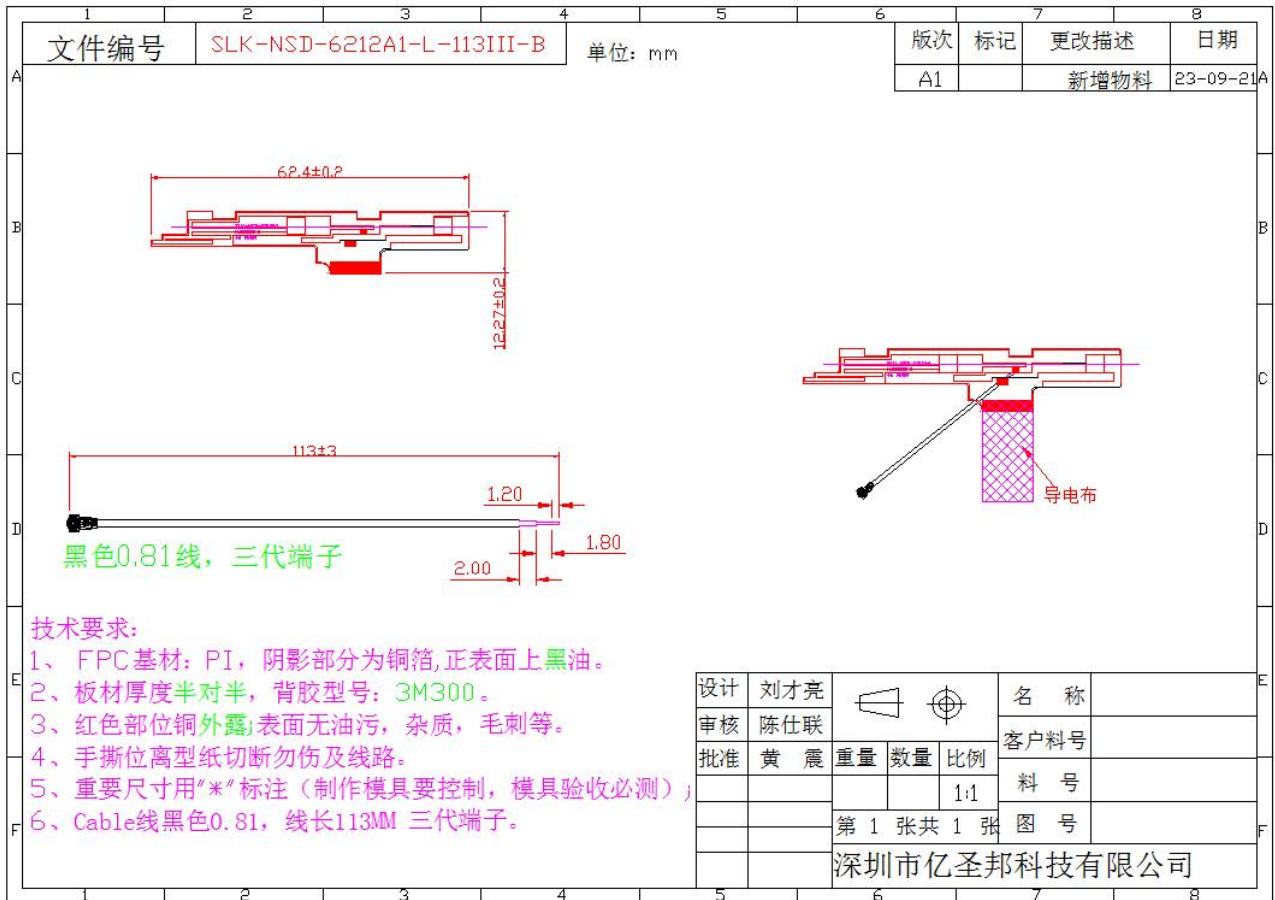 1 2 3 4 5 6 7 8
文件编号 SLK-NSD-6212A1-L-113III-B 单位：mm
版次 标记 更改描述 日期
A1 新增物料 23-09-21
A A
62.4±0.2
B B
12.27±0.2
C C
导电布
113±3
1.20
D D
1.80
2.00
黑色0.81线，三代端子
技术要求：
1、 FPC基材：PI，阴影部分为铜箔,正表面上黑油。
2、板材厚度半对半，背胶型号：3M300。
3、红色部位铜外露;表面无油污，杂质，毛刺等。
4、手撕位离型纸切断勿伤及线路。
5、重要尺寸用"*"标注（制作模具要控制，模具验收必测）;
6、Cable线黑色0.81，线长113MM 三代端子。
E E
F F
设计 刘才亮 名 称
审核 陈仕联 客户料号
批准 黄 震 重量 数量 比例
1:1 料 号
第 1 张共 1 张 图 号
深圳市亿圣邦科技有限公司
1 2 3 4 5 6 7 8